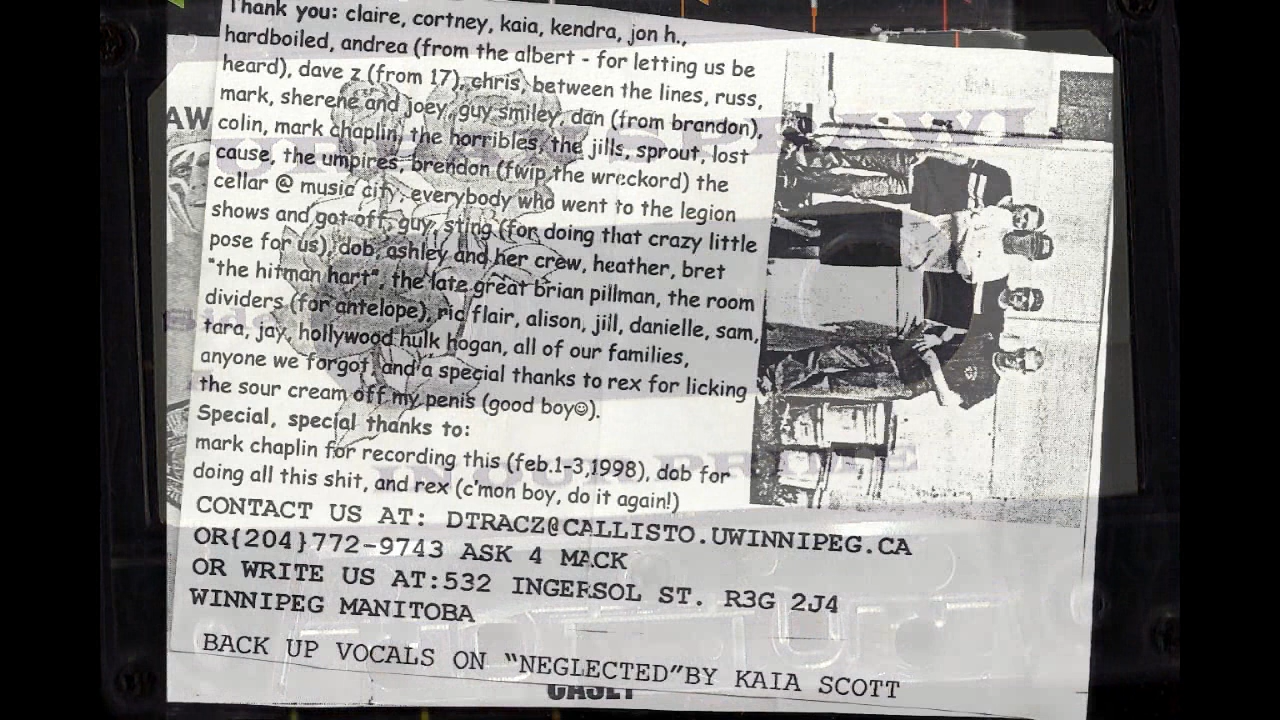 Thank you: claire, cortney, kaia, kendra, jon h.,
hardboiled, andrea (from the albert - for letting us be
heard), dave z (from 17), chris, between the lines, russ,
mark, sherene and joey, guy smiley, dan (from brandon),
colin, mark chaplin, the horribles, the jills, sprout, lost
cause, the umpires, brendon (fwip the wreckord) the
cellar @ music city, everybody who went to the legion
shows and got off, guy, sting (for doing that crazy little
pose for us), dob, ashley and her crew, heather, bret
"the hitman hart", the late great brian pillman, the room
dividers (for antelope), ric flair, alison, jill, danielle, sam,
tara, jay, hollywood hulk hogan, all of our families,
anyone we forgot, and a special thanks to rex for licking
the sour cream off my penis (good boy☺).
Special, special thanks to:
mark chaplin for recording this (feb.1-3,1998), dob for
doing all this shit, and rex (c'mon boy, do it again!)
CONTACT US AT: DTRACZ@CALLISTO.UWINNIPEG.CA
OR{204}772-9743 ASK 4 MACK
OR WRITE US AT:532 INGERSOL ST. R3G 2J4
WINNIPEG MANITOBA
BACK UP VOCALS ON "NEGLECTED"BY KAIA SCOTT
AW
IN OUR PRIME